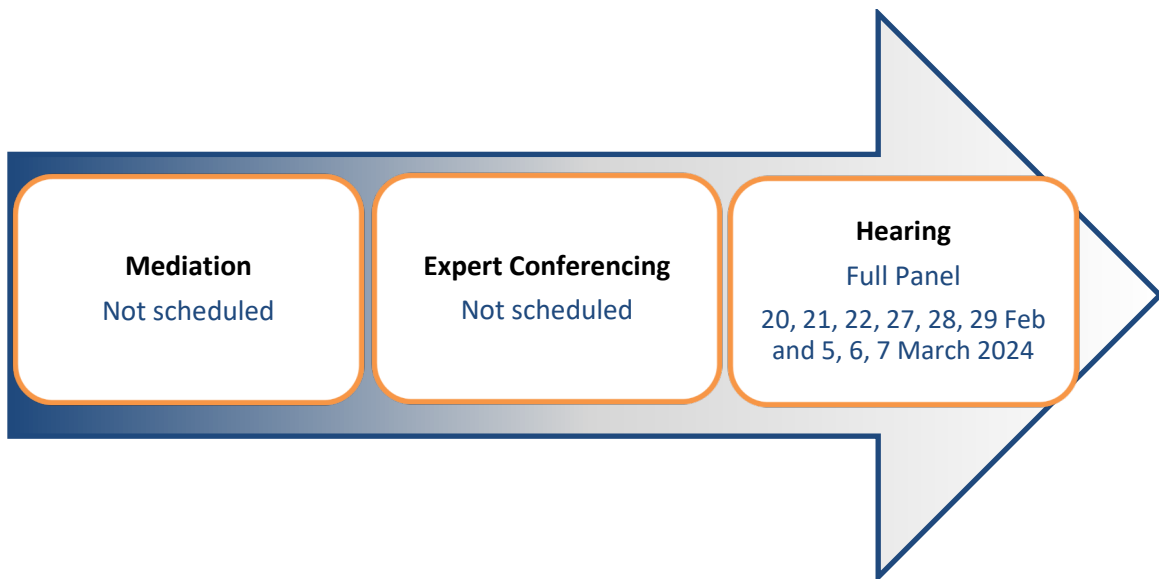 Mediation
Not scheduled
Expert Conferencing
Not scheduled
Hearing
Full Panel
20, 21, 22, 27, 28, 29 Feb
and 5, 6, 7 March 2024